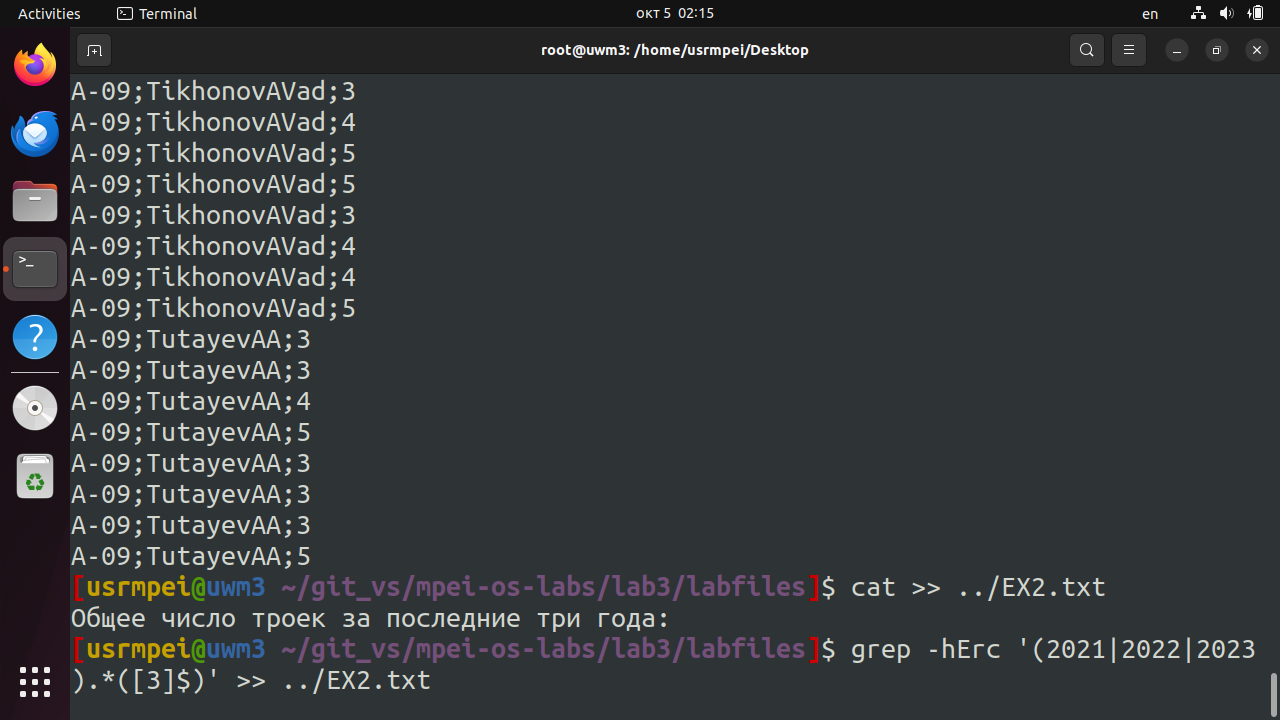 Activities
Terminal
окт 5 02:15
en
root@uwm3: /home/usrmpei/Desktop
A-09;TikhonovAVad;3
A-09;TikhonovAVad;4
A-09;TikhonovAVad;5
A-09;TikhonovAVad;5
A-09;TikhonovAVad;3
A-09;TikhonovAVad;4
A-09;TikhonovAVad;4
A-09;TikhonovAVad;5
A-09;TutayevAA;3
A-09;TutayevAA;3
A-09;TutayevAA;4
A-09;TutayevAA;5
A-09;TutayevAA;3
A-09;TutayevAA;3
A-09;TutayevAA;3
A-09;TutayevAA;5
[usrmpei@uwm3 ~/git_vs/mpei-os-labs/lab3/labfiles]$ cat >> ../EX2.txt
Общее число троек за последние три года:
[usrmpei@uwm3 ~/git_vs/mpei-os-labs/lab3/labfiles]$ grep -hErc '(2021|2022|2023
).*([3]$)' >> ../EX2.txt